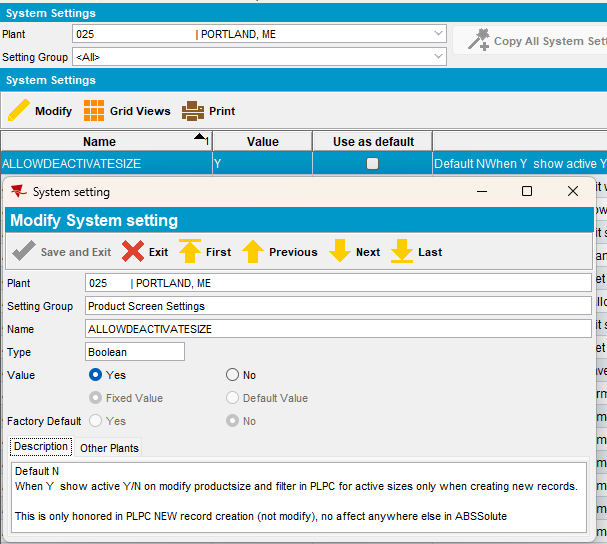 System Settings
Plant 025 | PORTLAND, ME
Copy All System Set
Setting Group <All>
System Settings
Modify Grid Views Print
Name 1 Value Use as default
ALLOWDEACTIVATESIZE Y Default NWhen Y show active Y
System setting
Modify System setting
Save and Exit Exit First Previous Next Last
Plant 025 | PORTLAND, ME
Setting Group Product Screen Settings
Name ALLOWDEACTIVATESIZE
Type Boolean
Value Yes No
Fixed Value Default Value
Factory Default Yes No
Description Other Plants
Default N
When Y show active Y/N on modify productsize and filter in PLPC for active sizes only when creating new records.
This is only honored in PLPC NEW record creation (not modify), no affect anywhere else in ABSSolute